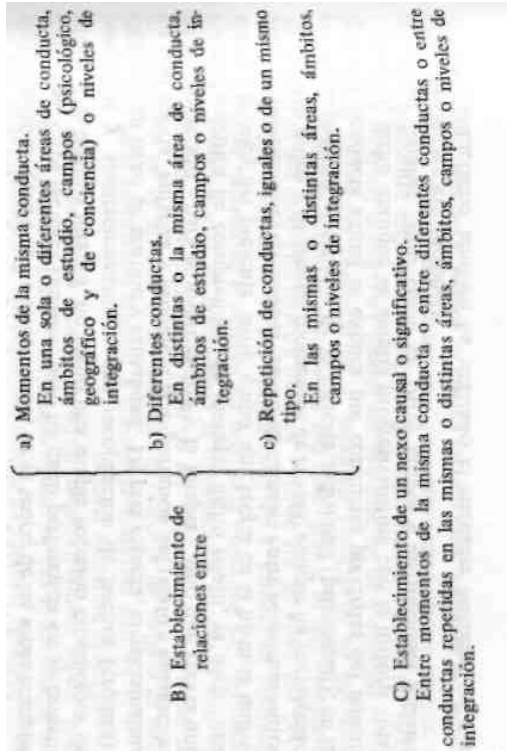 a) Momentos de la misma conducta.
En una sola o diferentes áreas de conducta,
ámbitos de estudio, campos (psicológico,
geográfico y de conciencia) o niveles de
integración.
B) Establecimiento de
relaciones entre
b) Diferentes conductas.
En distintas o la misma área de conducta,
ámbitos de estudio, campos o niveles de in-
tegración.
c) Repetición de conductas, iguales o de un mismo
tipo.
En las mismas o distintas áreas, ámbitos,
campos o niveles de integración.
C) Establecimiento de un nexo causal o significativo.
Entre momentos de la misma conducta o entre diferentes conductas o entre
conductas repetidas en las mismas o distintas áreas, ámbitos, campos o niveles de
integración.